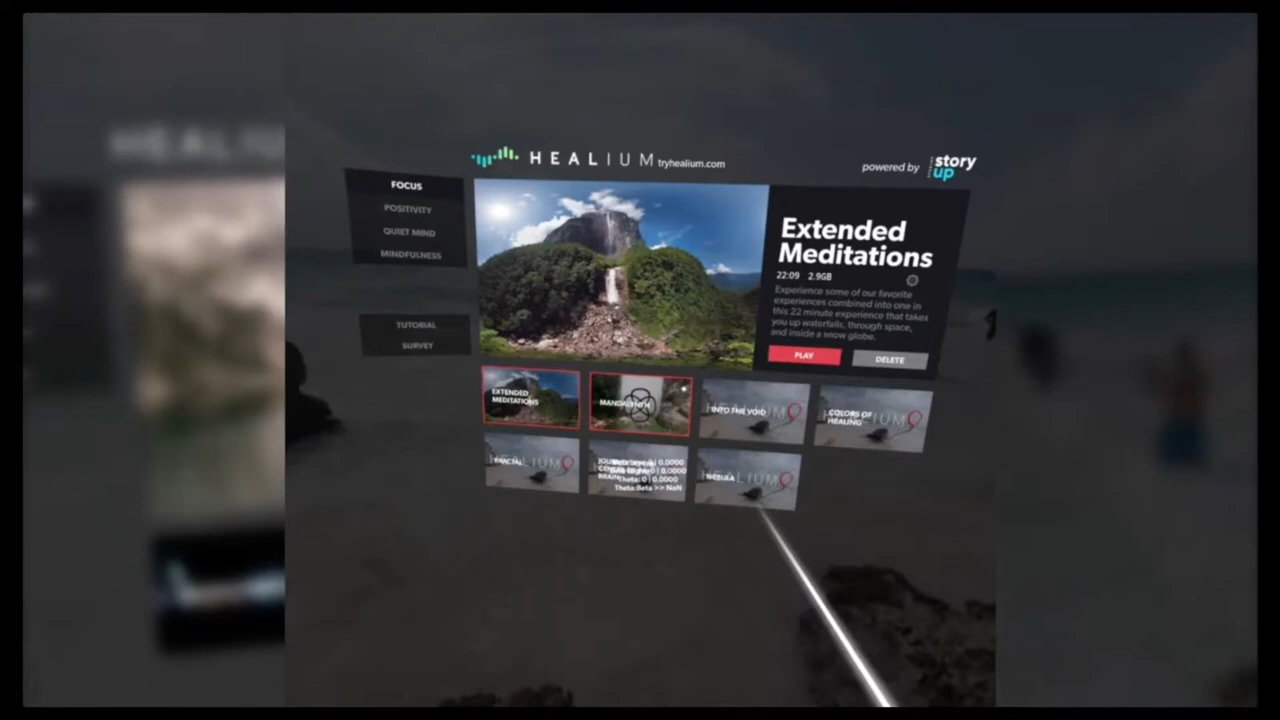 HEALIUM tryhealium.com
powered by story up
FOCUS
POSITIVITY
QUIET MIND
MINDFULNESS
TUTORIAL
SURVEY
Extended
Meditations
22:09 2.9GB
Experience some of our favorite
experiences combined into one in
this 22 minute experience that takes
you up waterfalls, through space,
and inside a snow globe.
PLAY
DELETE
EXTENDED
MEDITATIONS
INTO THE VOID
COLORS OF
HEALING
FRACTAL
Theta: 0 | 0.0000
Theta:Beta >> NaN
NEBULA
HEALIU